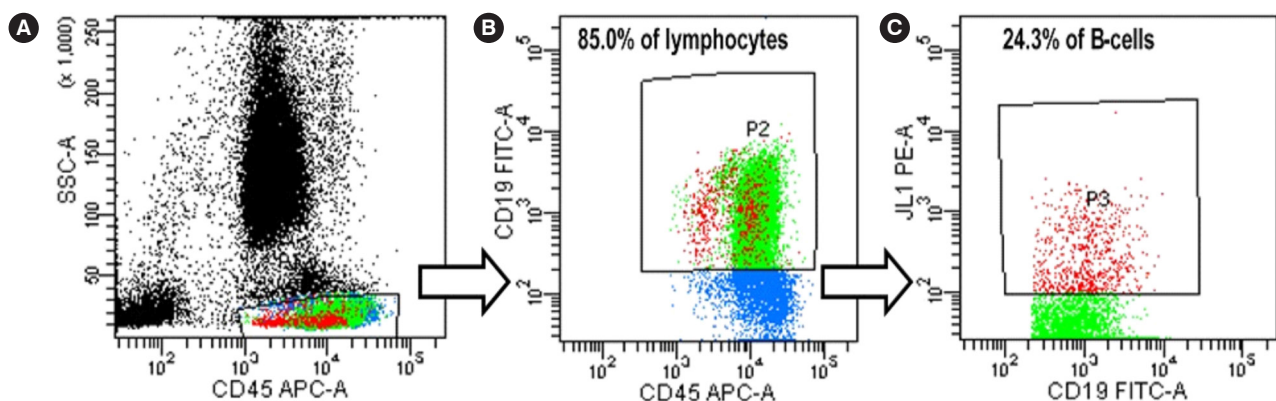 A
(x 1,000)
SSC-A
250
200
150
100
50
10²
10³
10⁴
10⁵
CD45 APC-A
B
85.0% of lymphocytes
P2
CD19 FITC-A
10⁵
10⁴
10³
10²
10²
10³
10⁴
10⁵
CD45 APC-A
C
24.3% of B-cells
P3
JL1 PE-A
10⁵
10⁴
10³
10²
10²
10³
10⁴
10⁵
CD19 FITC-A